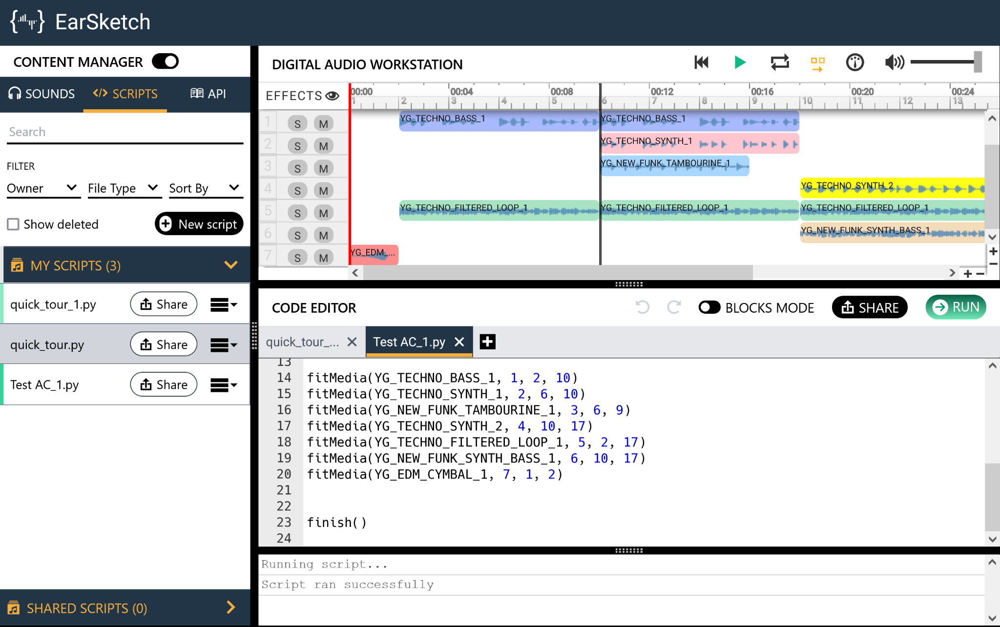 EarSketch
CONTENT MANAGER
SOUNDS </> SCRIPTS API
Search
FILTER
Owner File Type Sort By
Show deleted New script
MY SCRIPTS (3)
quick_tour_1.py Share
quick_tour.py Share
Test AC_1.py Share
SHARED SCRIPTS (0)
DIGITAL AUDIO WORKSTATION
EFFECTS 00:00 00:04 00:08 00:12 00:16 00:20 00:24
1 2 3 4 5 6 7 8 9 10 11 12 13
1 S M YG_TECHNO_BASS_1 YG_TECHNO_BASS_1
2 S M YG_TECHNO_SYNTH_1
3 S M YG_NEW_FUNK_TAMBOURINE_1
4 S M YG_TECHNO_SYNTH_2
5 S M YG_TECHNO_FILTERED_LOOP_1 YG_TECHNO_FILTERED_LOOP_1 YG_TECHNO_FILTERED_LOOP_1
6 S M YG_NEW_FUNK_SYNTH_BASS_1
7 S M YG_EDM_...
CODE EDITOR BLOCKS MODE SHARE RUN
quick_tour_... Test AC_1.py
13
14 fitMedia(YG_TECHNO_BASS_1, 1, 2, 10)
15 fitMedia(YG_TECHNO_SYNTH_1, 2, 6, 10)
16 fitMedia(YG_NEW_FUNK_TAMBOURINE_1, 3, 6, 9)
17 fitMedia(YG_TECHNO_SYNTH_2, 4, 10, 17)
18 fitMedia(YG_TECHNO_FILTERED_LOOP_1, 5, 2, 17)
19 fitMedia(YG_NEW_FUNK_SYNTH_BASS_1, 6, 10, 17)
20 fitMedia(YG_EDM_CYMBAL_1, 7, 1, 2)
21
22
23 finish()
24
Running script...
Script ran successfully